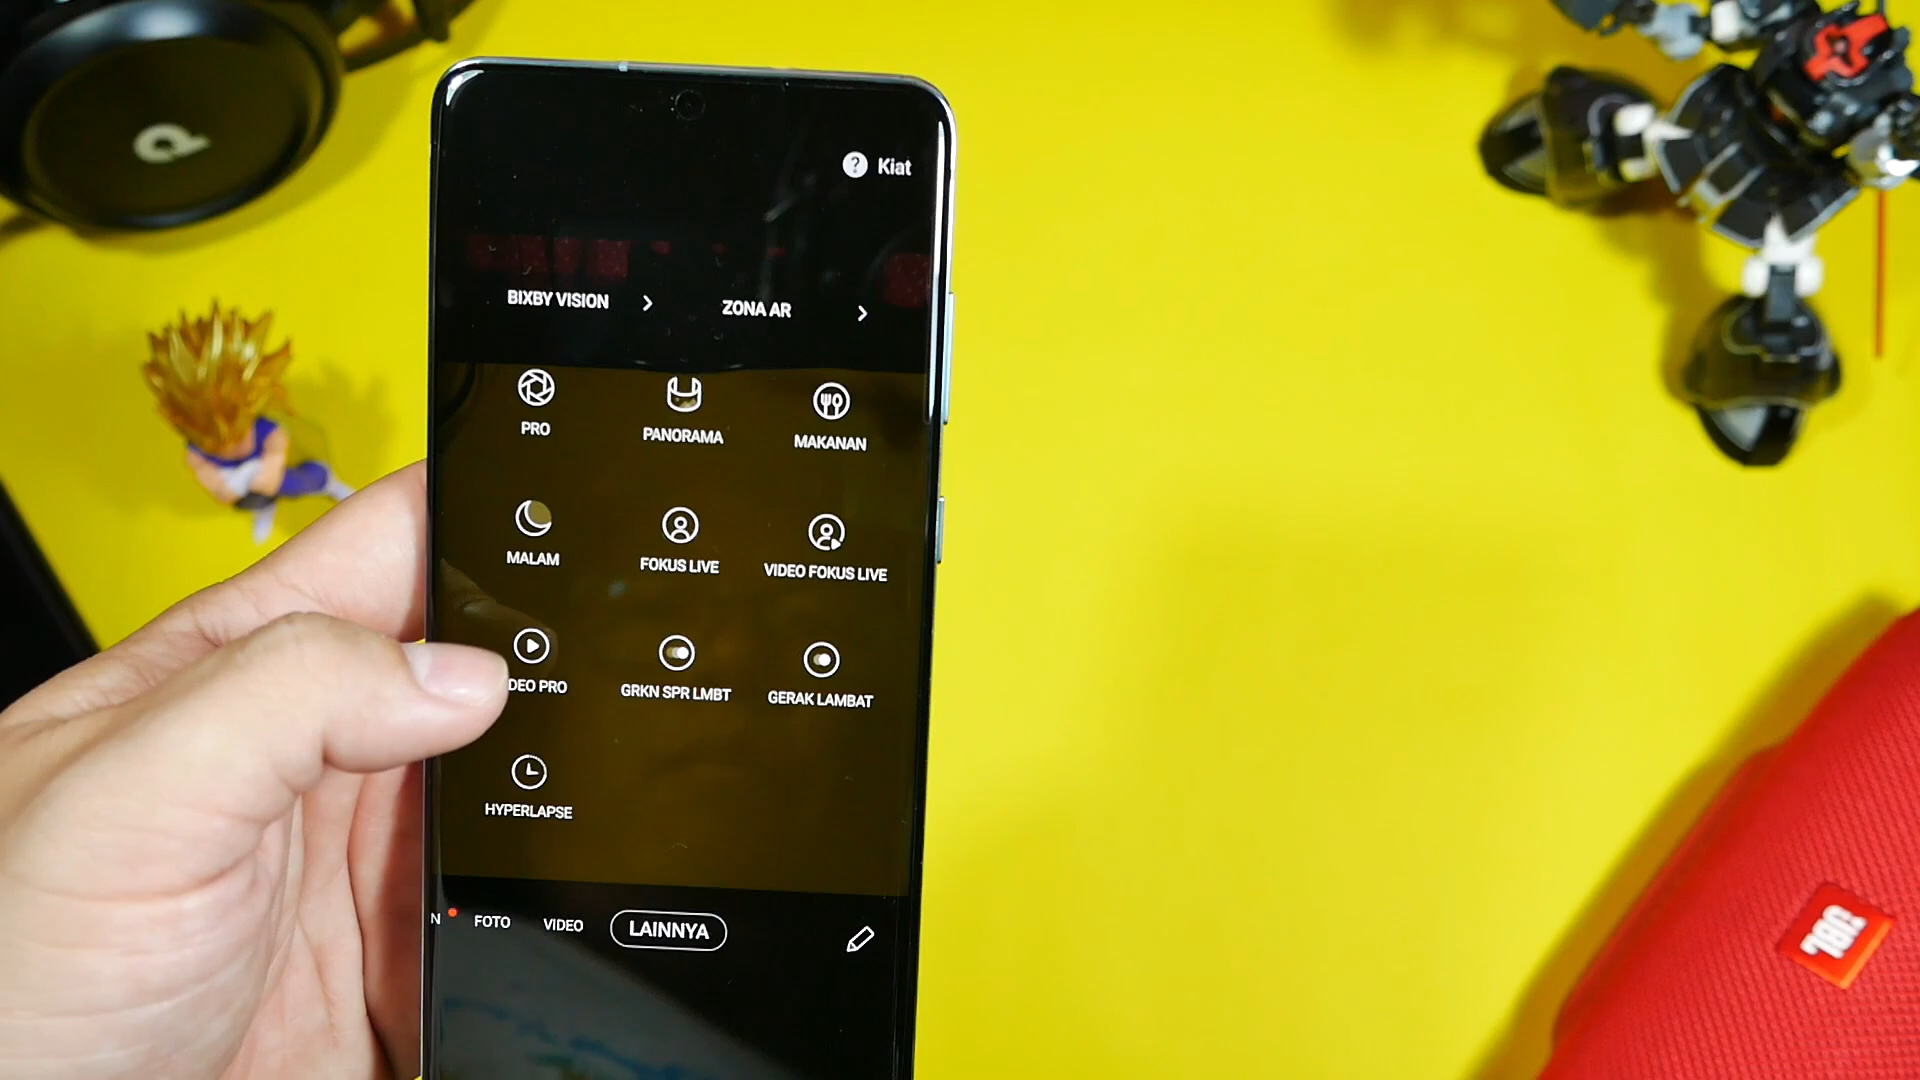 Kiat
BIXBY VISION
ZONA AR
PRO
PANORAMA
MAKANAN
MALAM
FOKUS LIVE
VIDEO FOKUS LIVE
DEO PRO
GRKN SPR LMBT
GERAK LAMBAT
HYPERLAPSE
N
FOTO
VIDEO
LAINNYA
JBL